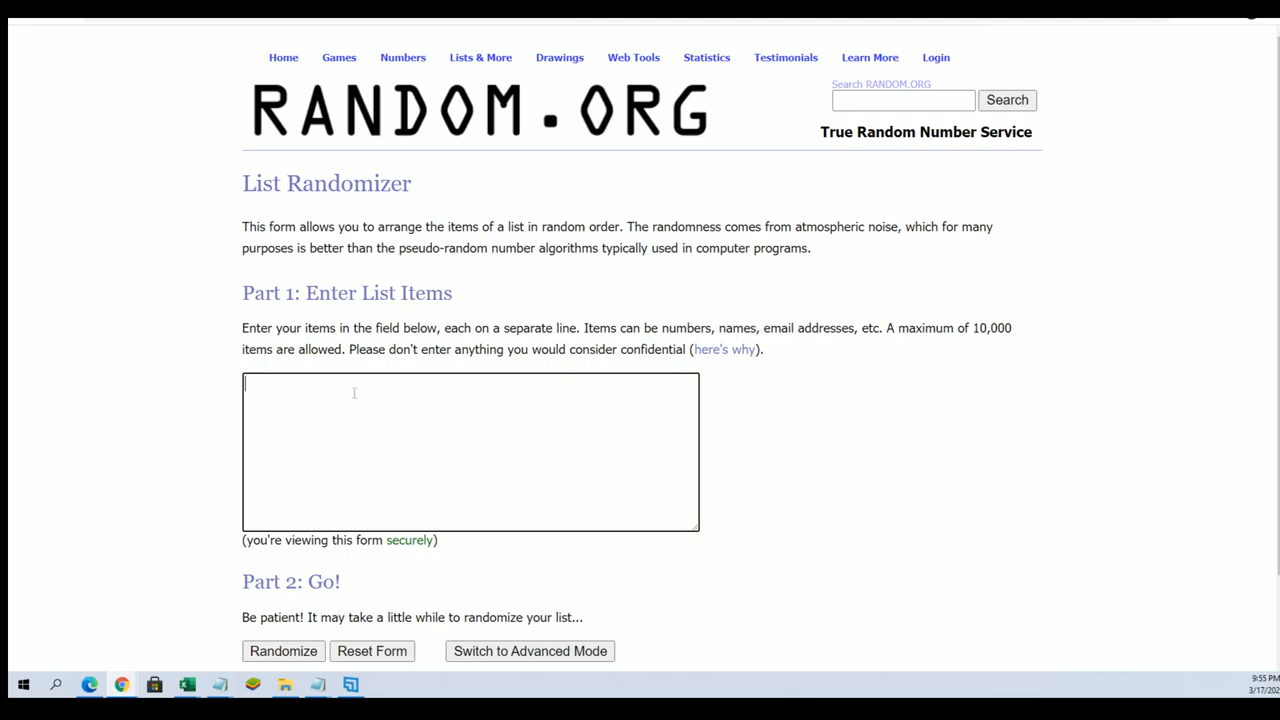 Home Games Numbers Lists & More Drawings Web Tools Statistics Testimonials Learn More Login
RANDOM.ORG
Search RANDOM.ORG
Search
True Random Number Service
List Randomizer
This form allows you to arrange the items of a list in random order. The randomness comes from atmospheric noise, which for many
purposes is better than the pseudo-random number algorithms typically used in computer programs.
Part 1: Enter List Items
Enter your items in the field below, each on a separate line. Items can be numbers, names, email addresses, etc. A maximum of 10,000
items are allowed. Please don't enter anything you would consider confidential (here's why).
(you're viewing this form securely)
Part 2: Go!
Be patient! It may take a little while to randomize your list...
Randomize Reset Form Switch to Advanced Mode
9:55 PM
3/17/202